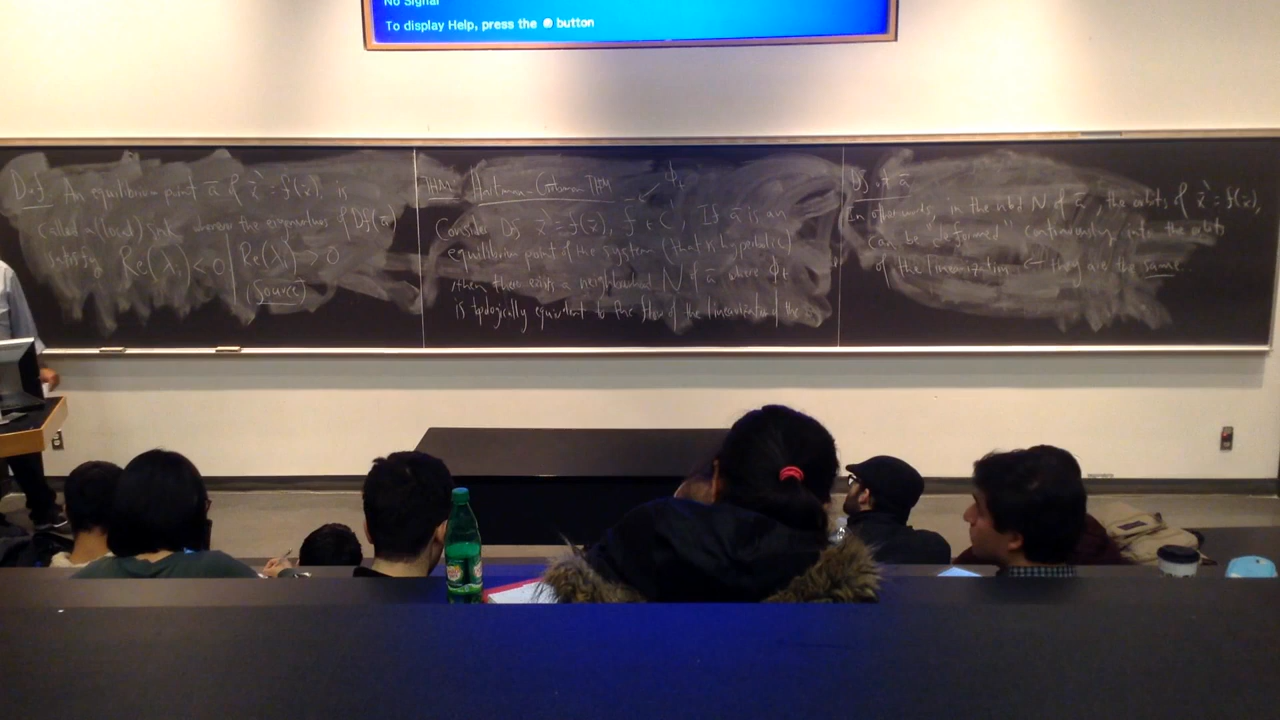 No Signal
To display Help, press the button
Def An equilibrium point ā of x̄' = f(x̄), is
called a (local) sink whenever the eigenvalues of Df(ā)
satisfy Re(λᵢ) < 0 | Re(λᵢ) > 0
(Source)
THM Hartman-Grobman THM
ϕₜ
Consider DS x̄' = f(x̄), f̄ ∈ C', If ā is an
equilibrium point of the system (that is hyperbolic)
then there exists a neighborhood N of ā, where ϕₜ
is topologically equivalent to the flow of the linearization of the
DS at ā
In other words, in the nbd N of ā, the orbits of x̄' = f(x̄),
can be "deformed" continuously into the orbits
of the linearization. they are the same...